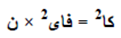 كا² = فاى² × ن